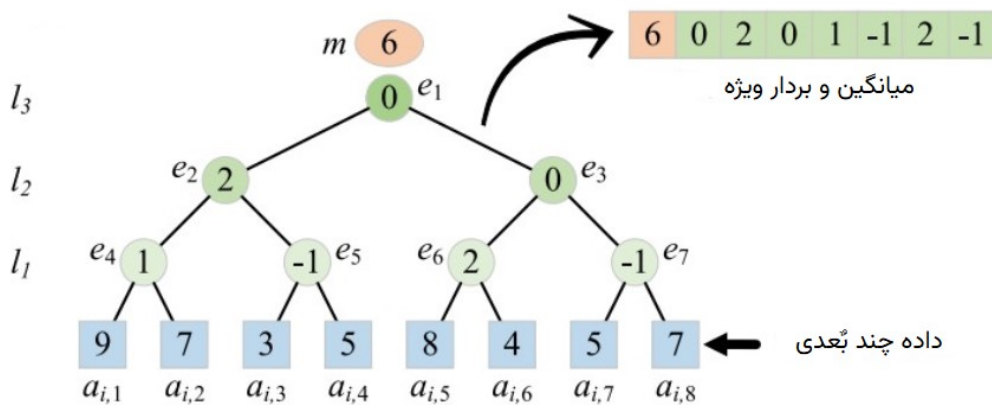 m 6
6 0 2 0 1 -1 2 -1
میانگین و بردار ویژه
l3 0 e1
l2 e2 2 0 e3
l1 e4 1 -1 e5 e6 2 -1 e7
9 7 3 5 8 4 5 7
داده چند بٌعدی
ai,1 ai,2 ai,3 ai,4 ai,5 ai,6 ai,7 ai,8